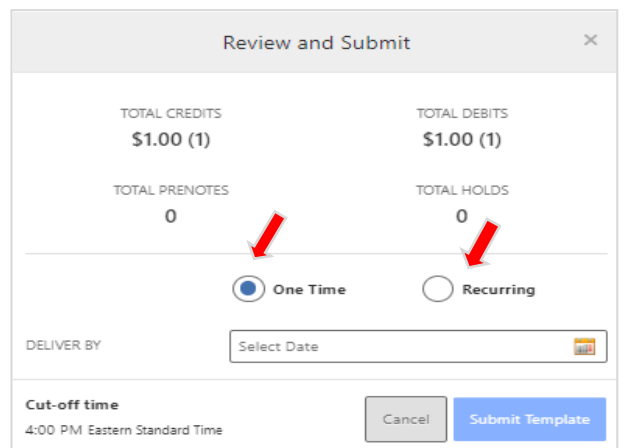 Review and Submit ×
TOTAL CREDITS TOTAL DEBITS
$1.00 (1) $1.00 (1)
TOTAL PRENOTES TOTAL HOLDS
0 0
One Time Recurring
DELIVER BY Select Date
Cut-off time
4:00 PM Eastern Standard Time
Cancel Submit Template